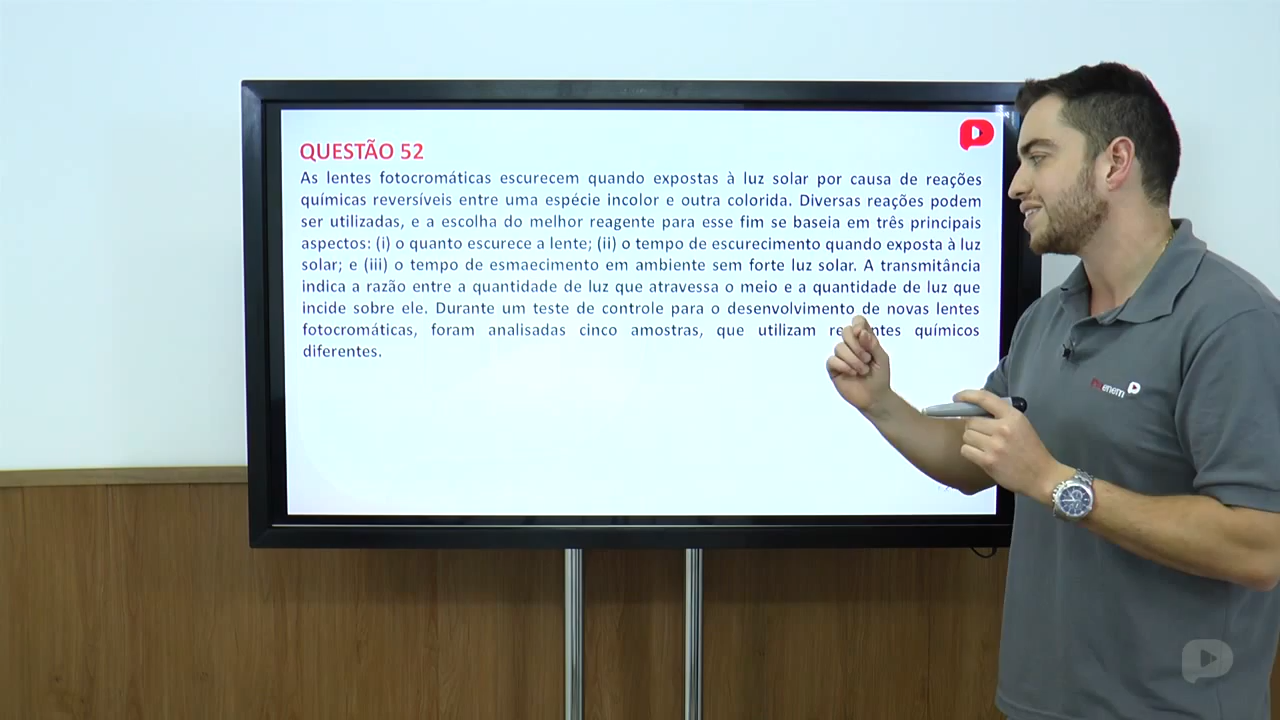 QUESTÃO 52
As lentes fotocromáticas escurecem quando expostas à luz solar por causa de reações
químicas reversíveis entre uma espécie incolor e outra colorida. Diversas reações podem
ser utilizadas, e a escolha do melhor reagente para esse fim se baseia em três principais
aspectos: (i) o quanto escurece a lente; (ii) o tempo de escurecimento quando exposta à luz
solar; e (iii) o tempo de esmaecimento em ambiente sem forte luz solar. A transmitância
indica a razão entre a quantidade de luz que atravessa o meio e a quantidade de luz que
incide sobre ele. Durante um teste de controle para o desenvolvimento de novas lentes
fotocromáticas, foram analisadas cinco amostras, que utilizam químicos
diferentes.